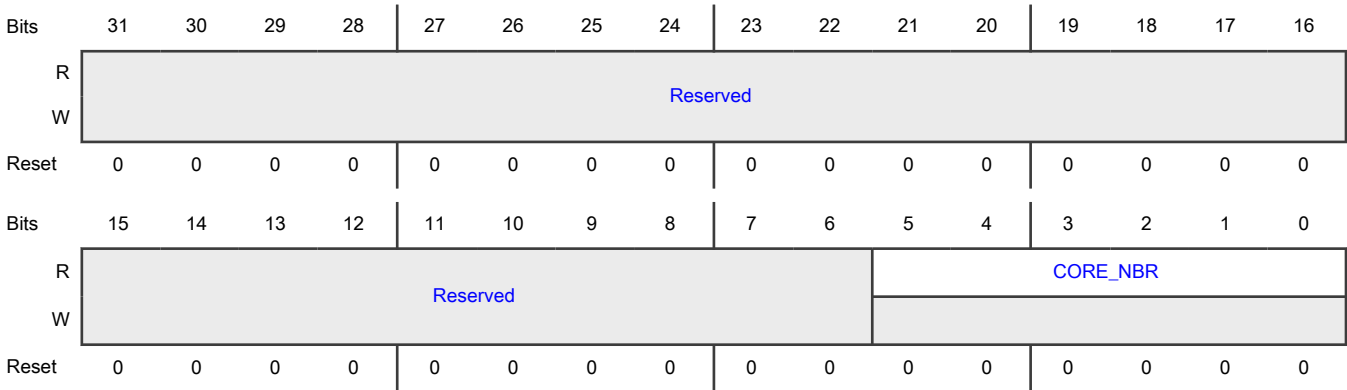 Bits 31 30 29 28 27 26 25 24 23 22 21 20 19 18 17 16
R
Reserved
W
Reset 0 0 0 0 0 0 0 0 0 0 0 0 0 0 0 0
Bits 15 14 13 12 11 10 9 8 7 6 5 4 3 2 1 0
R CORE_NBR
Reserved
W
Reset 0 0 0 0 0 0 0 0 0 0 0 0 0 0 0 0